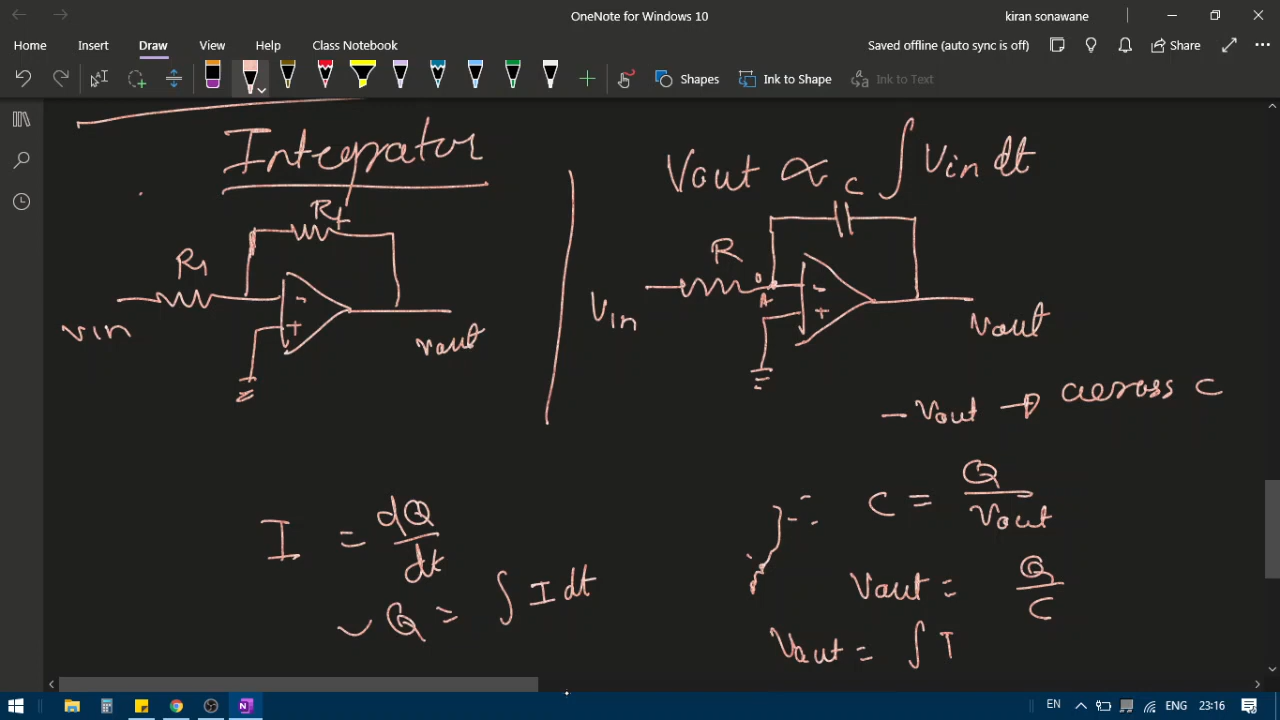 OneNote for Windows 10
kiran sonawane
Home Insert Draw View Help Class Notebook
Saved offline (auto sync is off)
Share
Shapes
Ink to Shape
Ink to Text
Integrator
Vout ∝ ∫ Vin dt
Rf
R1
vin
-
+
vout
C
R
0
A
Vin
-
+
Vout
- Vout → across C
I = dQ/dt
Q = ∫ I dt
∵ C = Q/Vout
Vout = Q/C
Vout = ∫ I
EN
ENG
23:16